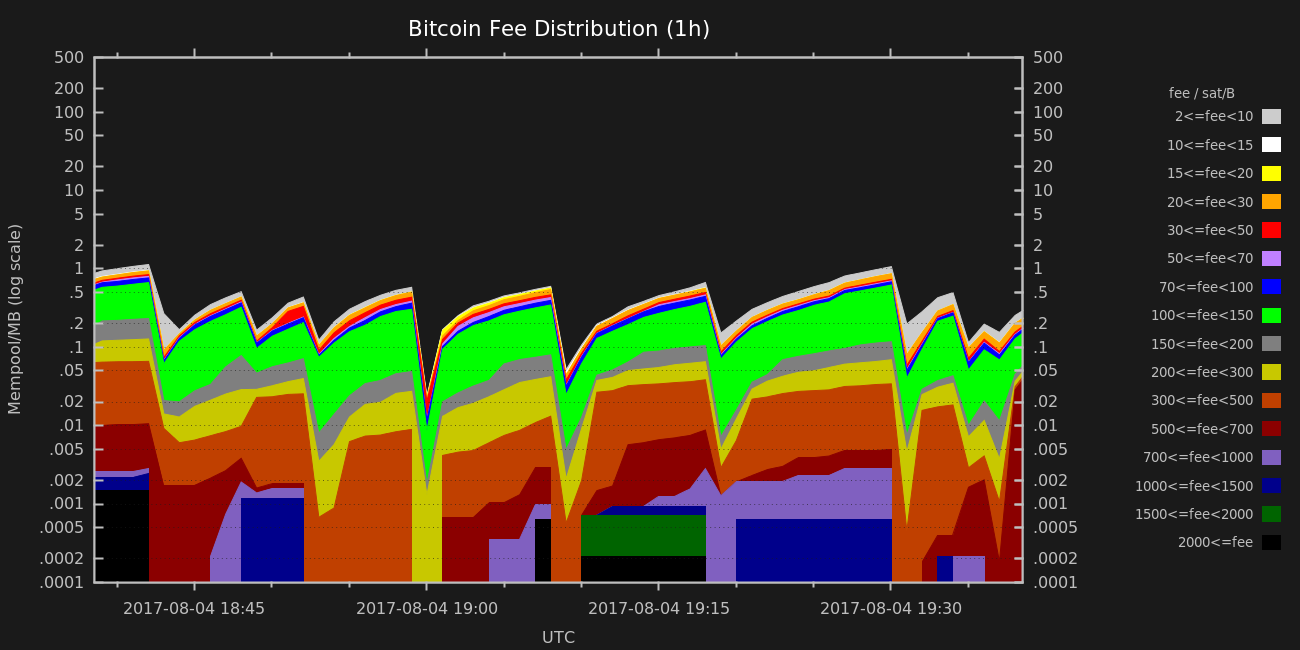 Bitcoin Fee Distribution (1h)
Mempool/MB (log scale)
500
200
100
50
20
10
5
2
1
.5
.2
.1
.05
.02
.01
.005
.002
.001
.0005
.0002
.0001
500
200
100
50
20
10
5
2
1
.5
.2
.1
.05
.02
.01
.005
.002
.001
.0005
.0002
.0001
2017-08-04 18:45
2017-08-04 19:00
2017-08-04 19:15
2017-08-04 19:30
UTC
fee / sat/B
2<=fee<10
10<=fee<15
15<=fee<20
20<=fee<30
30<=fee<50
50<=fee<70
70<=fee<100
100<=fee<150
150<=fee<200
200<=fee<300
300<=fee<500
500<=fee<700
700<=fee<1000
1000<=fee<1500
1500<=fee<2000
2000<=fee